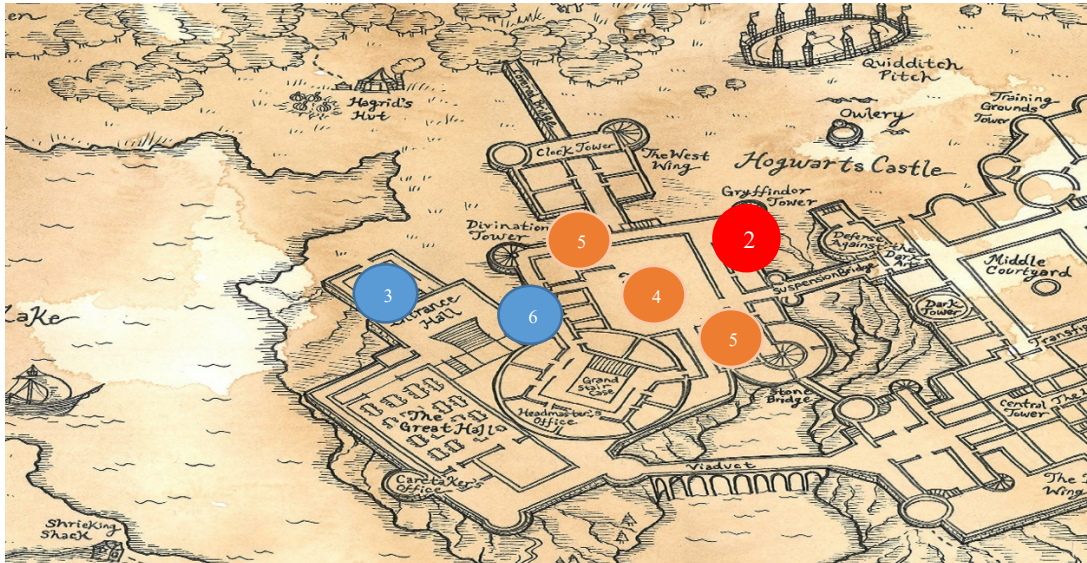 Quidditch
Pitch
Hagrid's
Hut
Training
Grounds
Tower
Owlery
Clock Tower
The West
Wing
Hogwarts Castle
Gryffindor
Tower
Divination
Tower
5
2
Defense
Against the
Dark Arts
Middle
Courtyard
Suspension Bridge
3
4
6
Entrance
Hall
Lake
Dark
Tower
5
Grand
Stair
Case
Stone
Bridge
Headmaster's
Office
The
Great Hall
Central
Tower
Viaduct
Caretaker's
Office
Wing
Shrieking
Shack